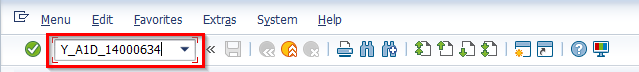 Menu Edit Favorites Extras System Help
Y_A1D_14000634